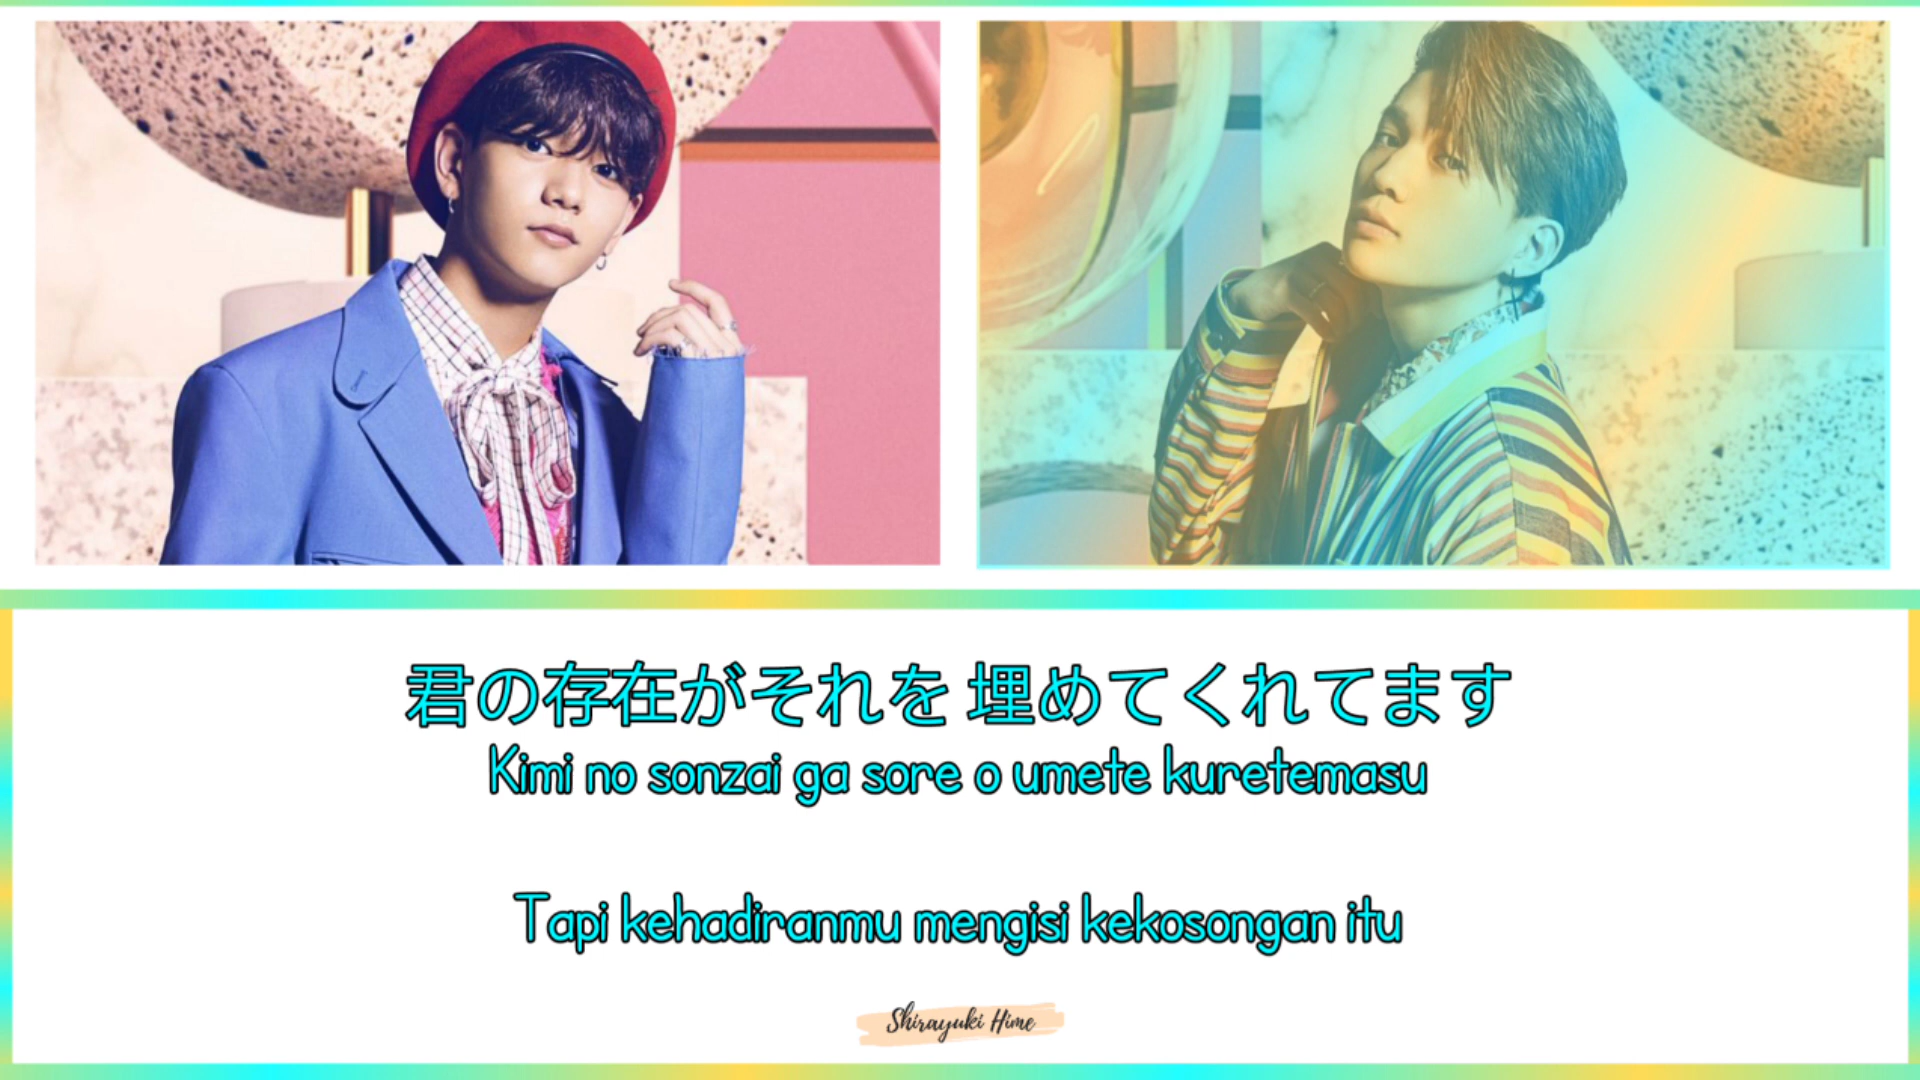 君の存在がそれを 埋めてくれてます
Kimi no sonzai ga sore o umete kuretemasu
Tapi kehadiranmu mengisi kekosongan itu
Shirayuki Hime